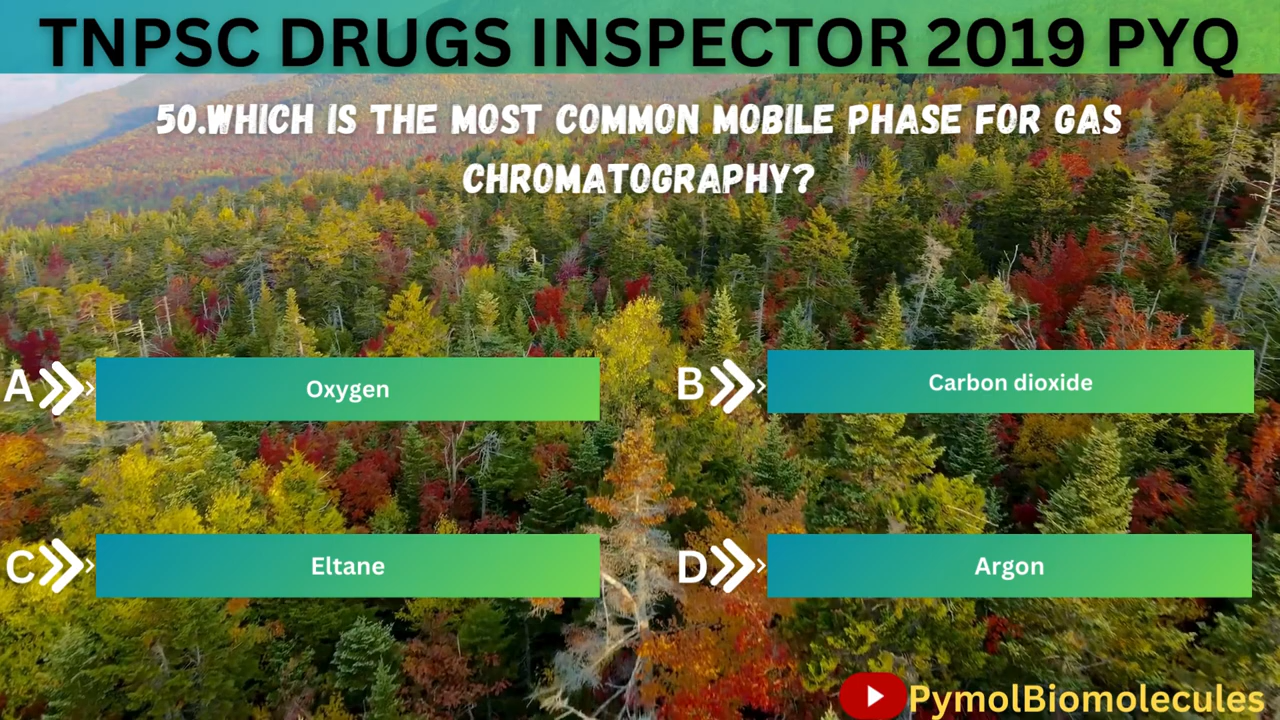 TNPSC DRUGS INSPECTOR 2019 PYQ
50.WHICH IS THE MOST COMMON MOBILE PHASE FOR GAS
CHROMATOGRAPHY?
A
Oxygen
B
Carbon dioxide
C
Eltane
D
Argon
PymolBiomolecules